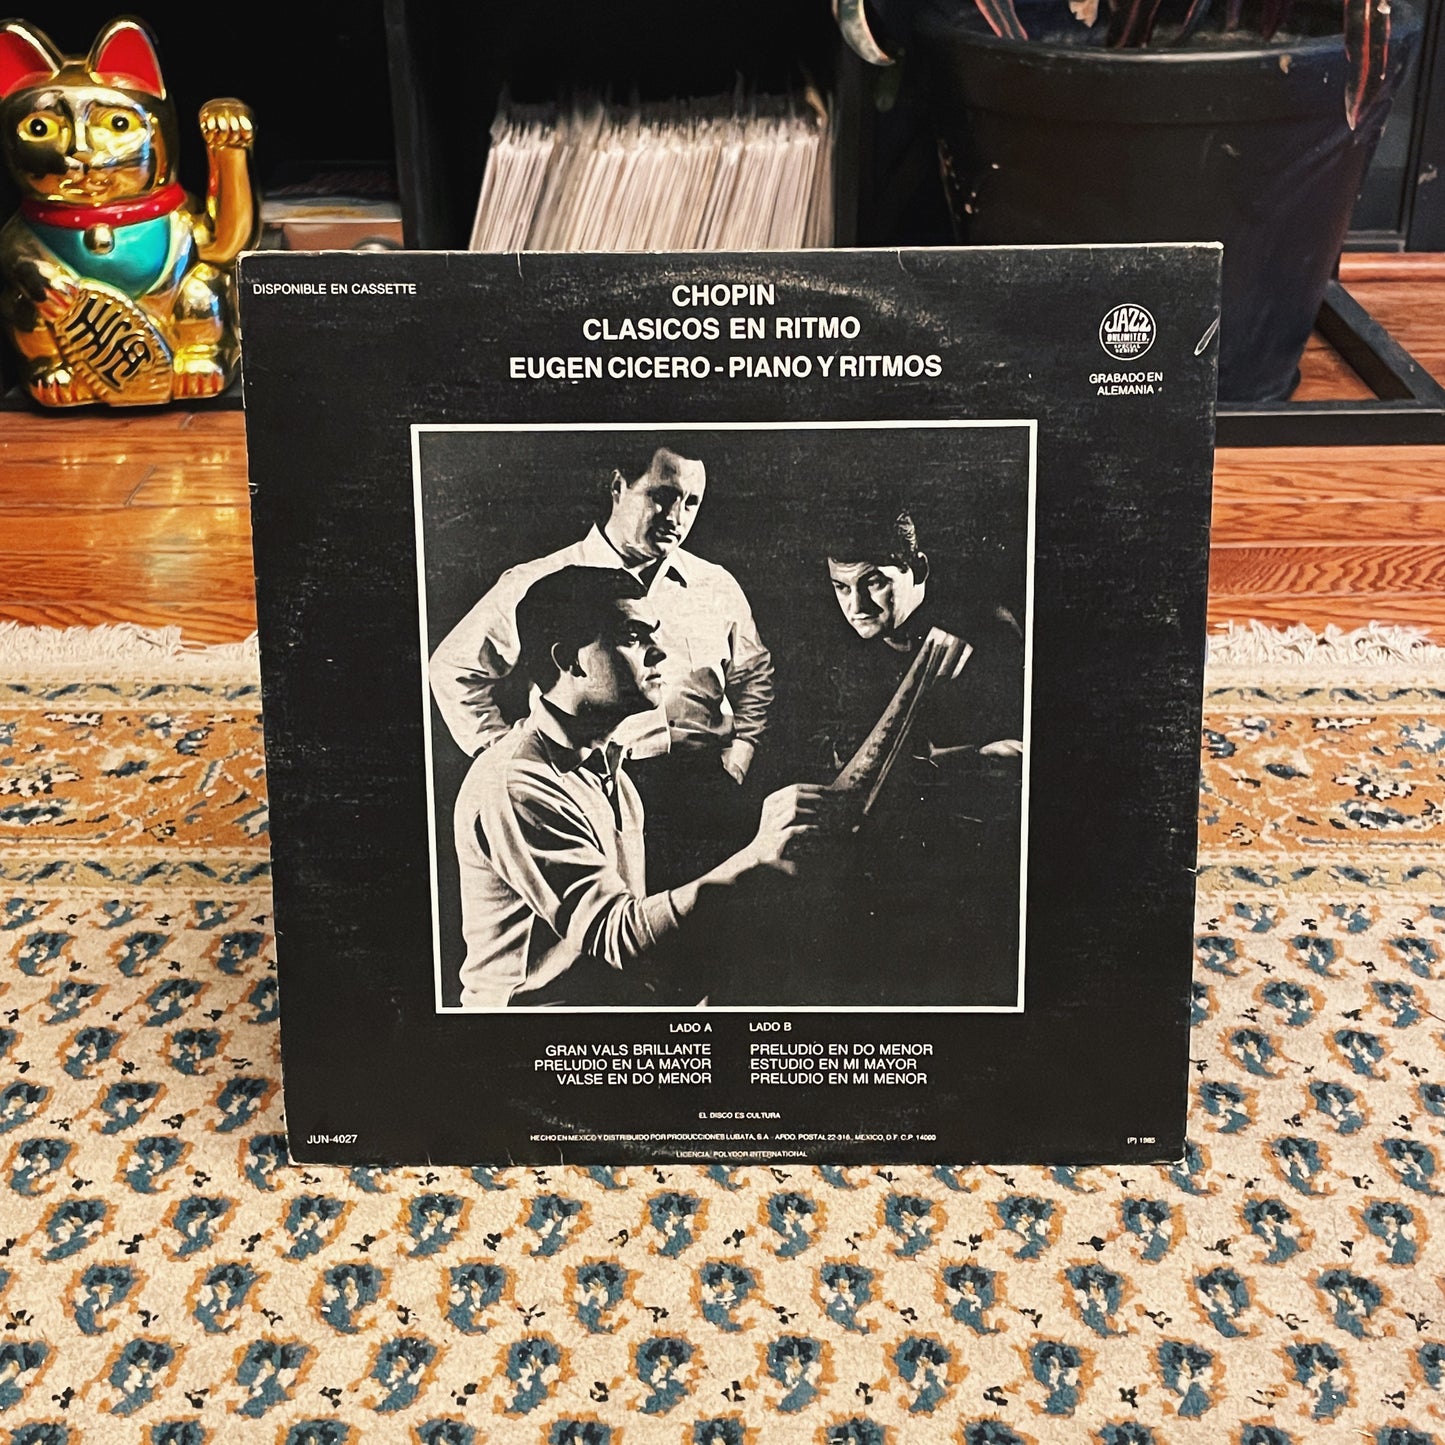 DISPONIBLE EN CASSETTE
CHOPIN
CLASICOS EN RITMO
EUGEN CICERO - PIANO Y RITMOS
JAZZ
UNLIMITED.
SPECIAL
SERIES
GRABADO EN
ALEMANIA
LADO A
GRAN VALS BRILLANTE
PRELUDIO EN LA MAYOR
VALSE EN DO MENOR
LADO B
PRELUDIO EN DO MENOR
ESTUDIO EN MI MAYOR
PRELUDIO EN MI MENOR
EL DISCO ES CULTURA
JUN-4027
HECHO EN MEXICO Y DISTRIBUIDO POR PRODUCCIONES LUBATA, S.A - APDO. POSTAL 22-316, MEXICO, D.F. C.P. 14000
(P) 1985
LICENCIA: POLYDOR INTERNATIONAL